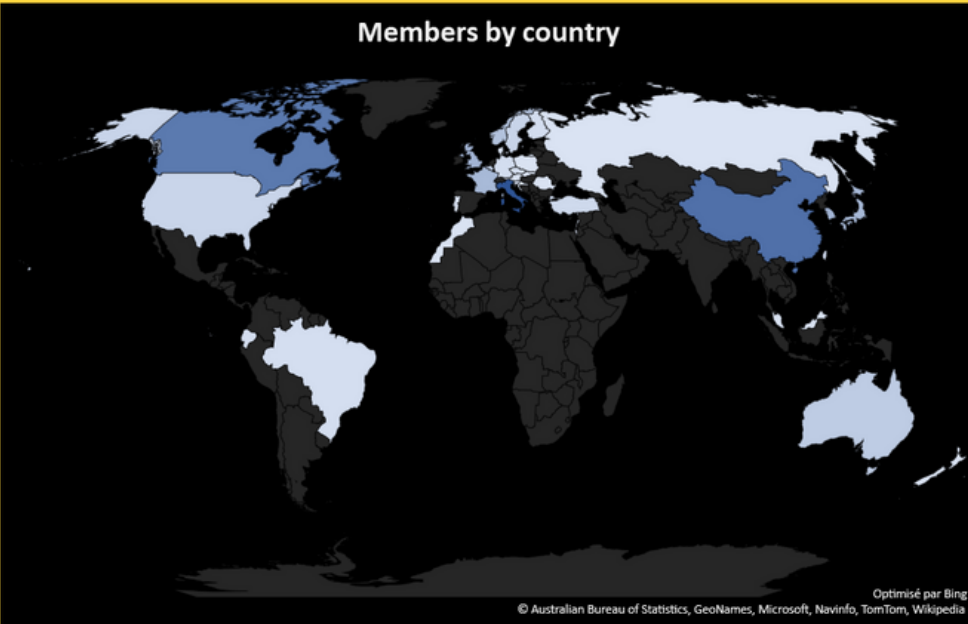 Members by country
Optimisé par Bing
© Australian Bureau of Statistics, GeoNames, Microsoft, Navinfo, TomTom, Wikipedia